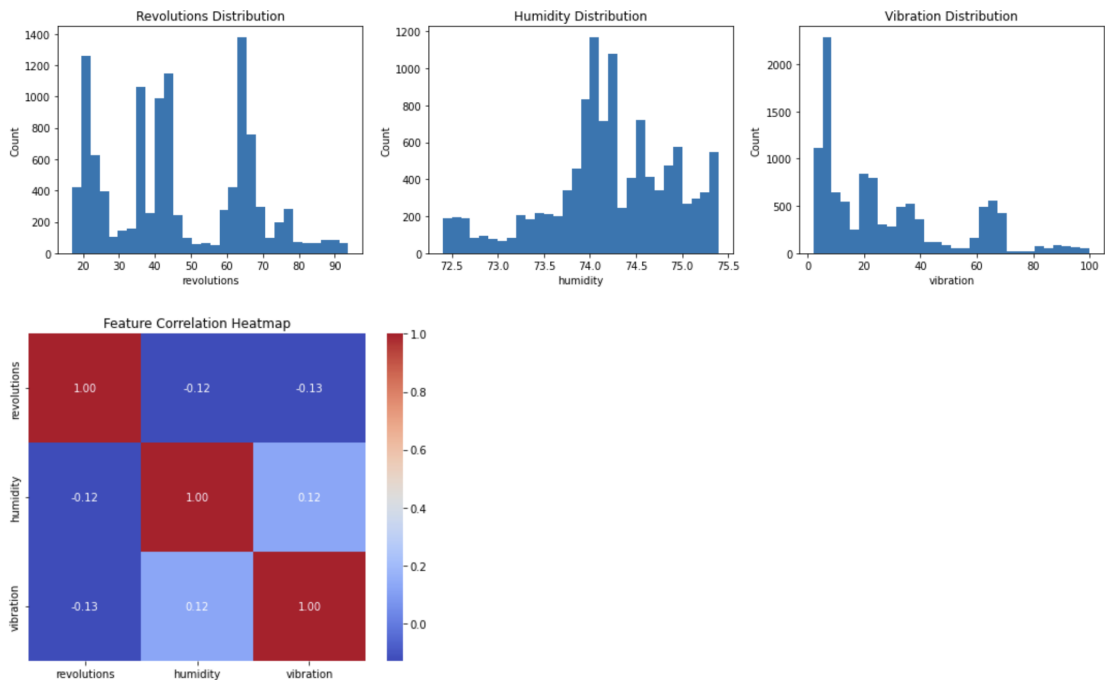 Revolutions Distribution
1400
1200
1000
800
600
400
200
0
Count
20 30 40 50 60 70 80 90
revolutions
Humidity Distribution
1200
1000
800
600
400
200
0
Count
72.5 73.0 73.5 74.0 74.5 75.0 75.5
humidity
Vibration Distribution
2000
1500
1000
500
0
Count
0 20 40 60 80 100
vibration
Feature Correlation Heatmap
revolutions
1.00 -0.12 -0.13
humidity
-0.12 1.00 0.12
vibration
-0.13 0.12 1.00
revolutions humidity vibration
1.0
0.8
0.6
0.4
0.2
0.0